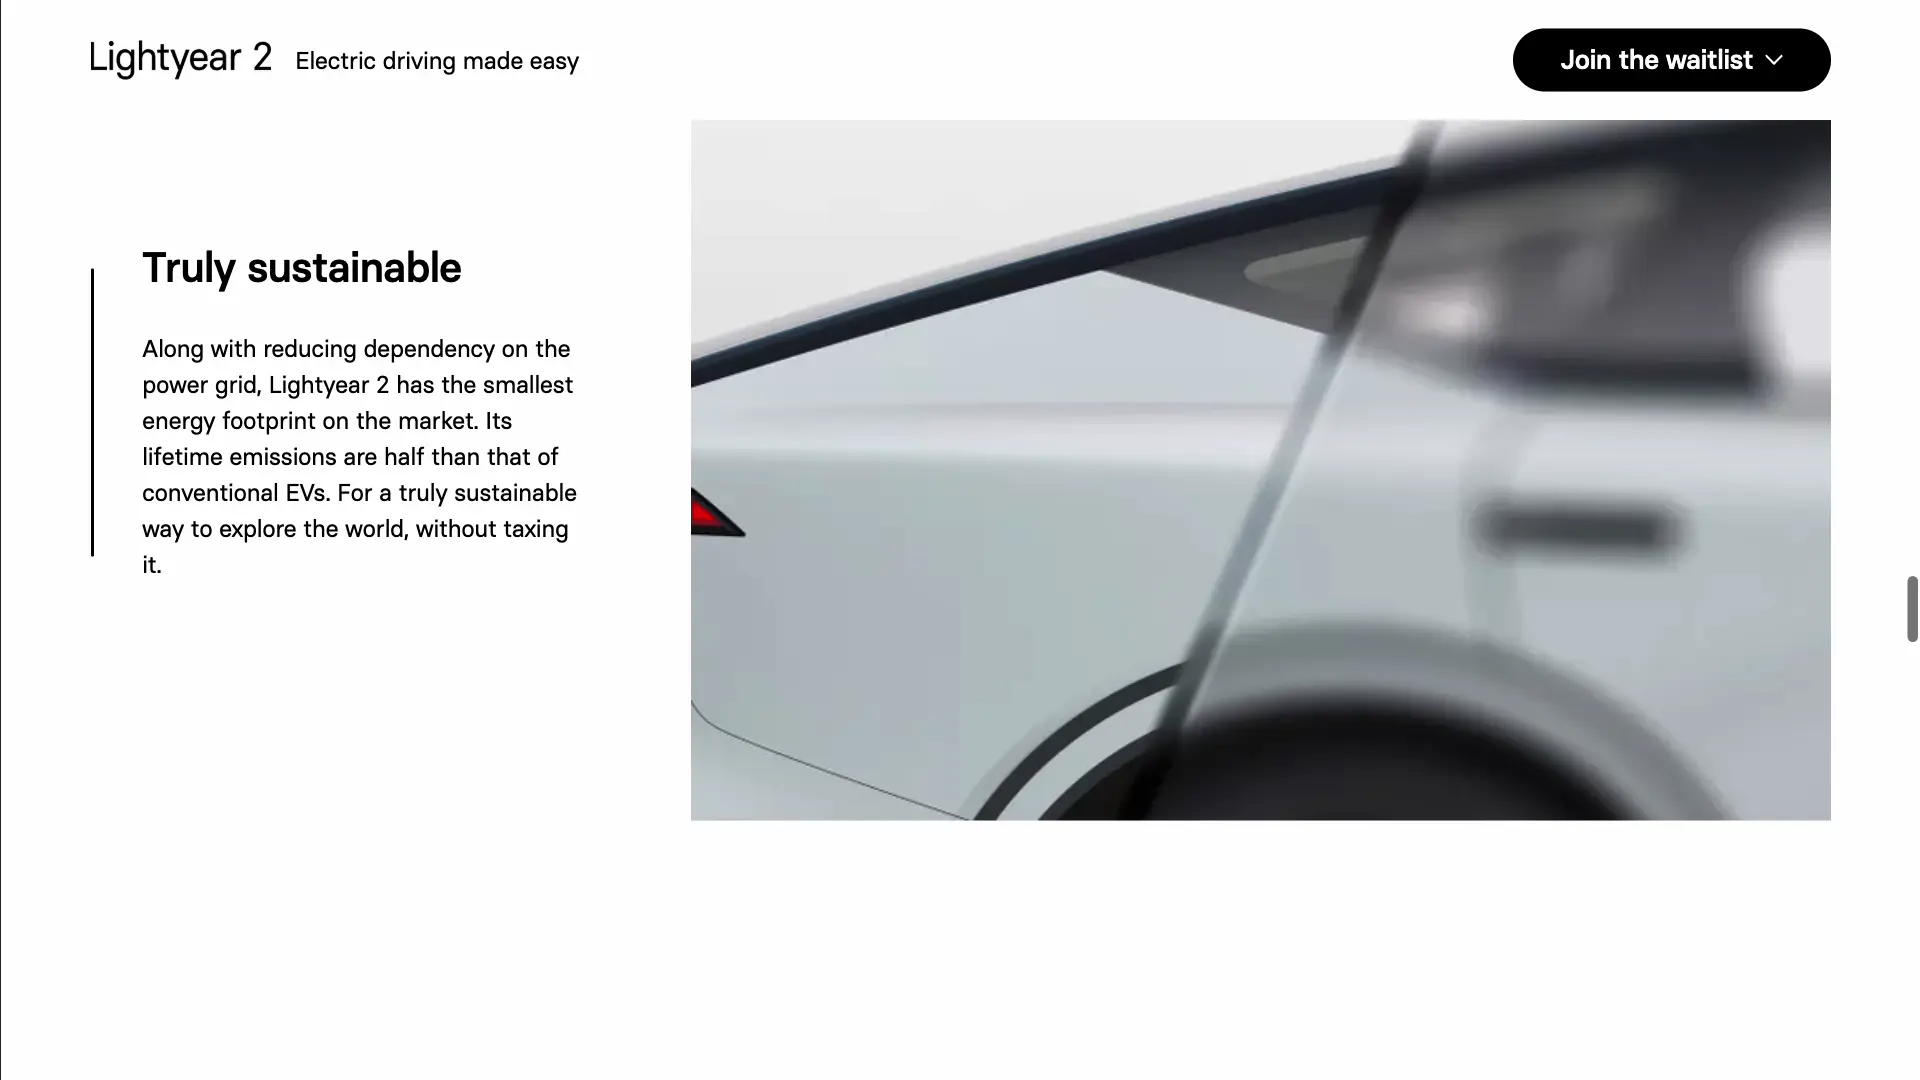 Lightyear 2 Electric driving made easy
Join the waitlist
Truly sustainable
Along with reducing dependency on the
power grid, Lightyear 2 has the smallest
energy footprint on the market. Its
lifetime emissions are half than that of
conventional EVs. For a truly sustainable
way to explore the world, without taxing
it.